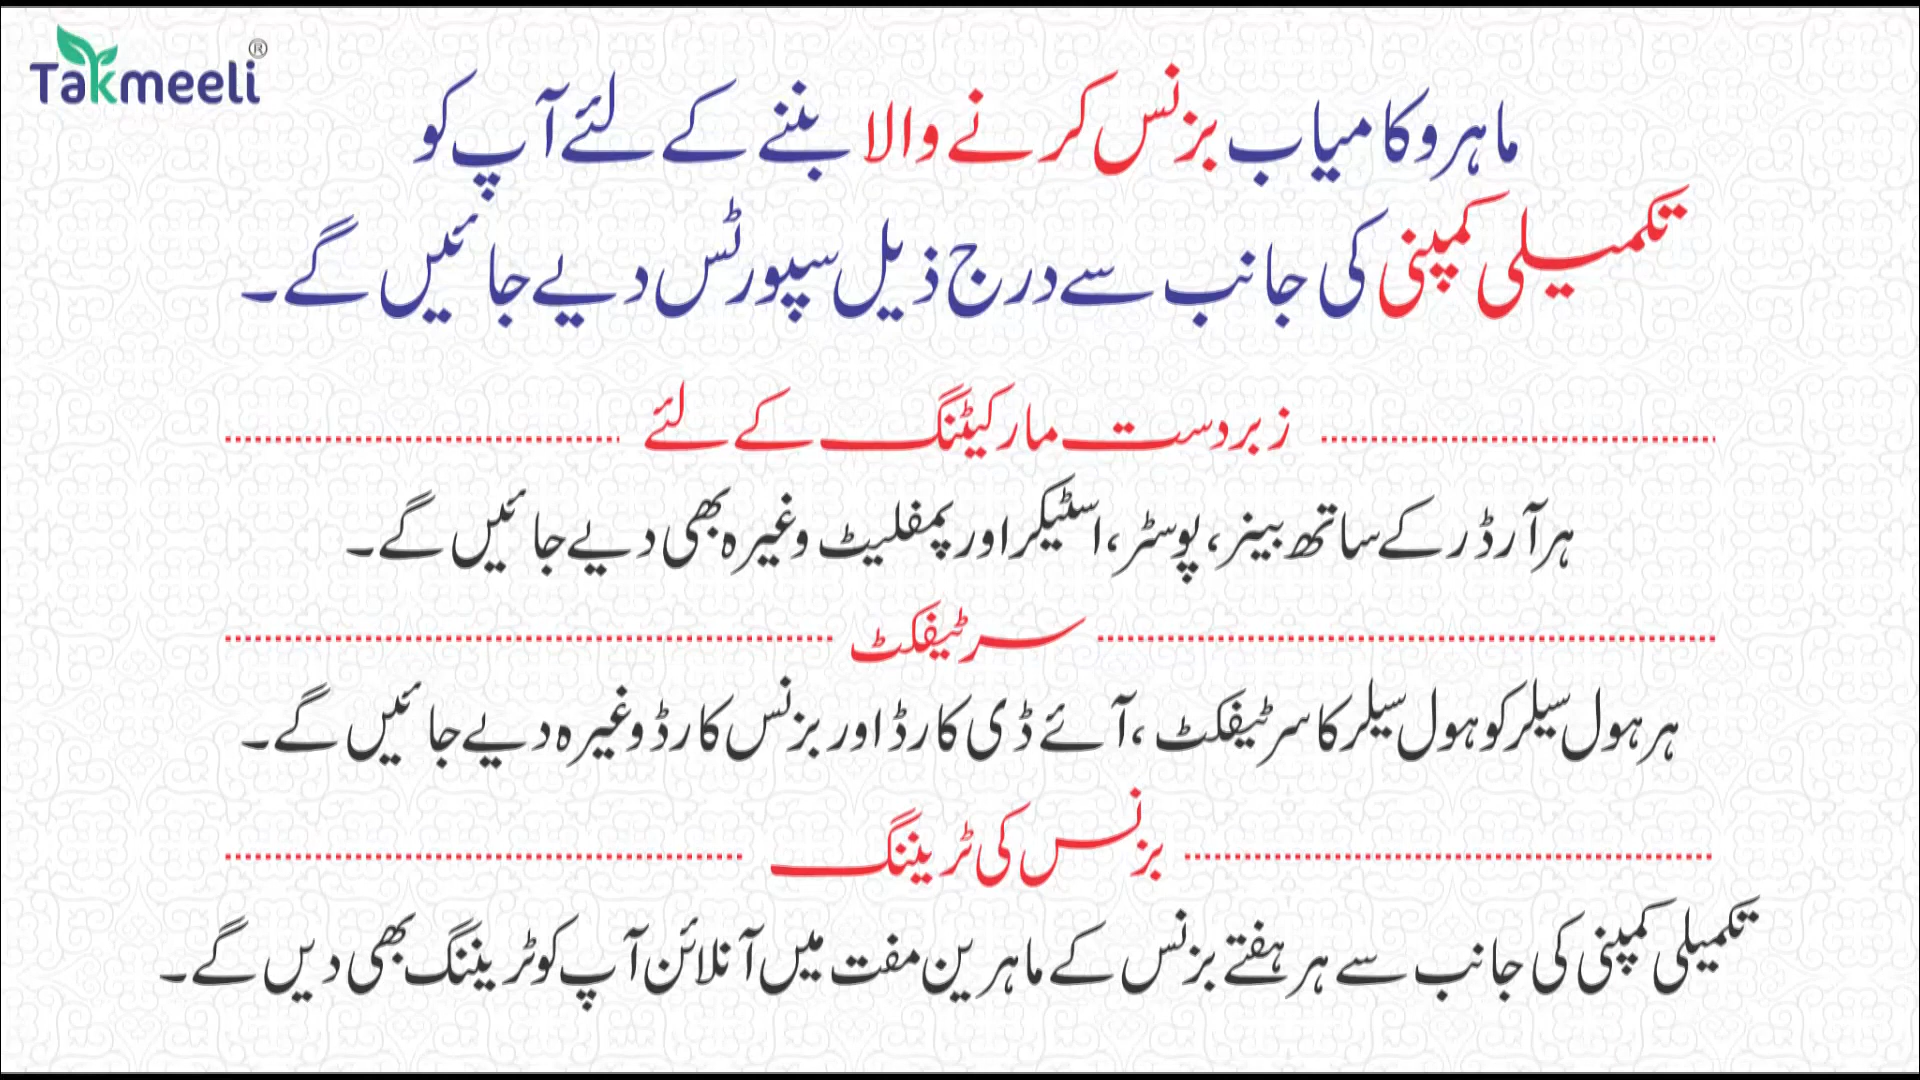 Takmeeli®
ماہر و کامیاب بزنس کرنے والا بننے کے لئے آپ کو
تکمیلی کمپنی کی جانب سے درج ذیل سپورٹس دیے جائیں گے۔
زبردست مارکیٹنگ کے لئے
ہر آرڈر کے ساتھ بینر، پوسٹر، اسٹیکر اور پمفلیٹ وغیرہ بھی دیے جائیں گے۔
سرٹیفکٹ
ہر ہول سیلر کو ہول سیلر کا سرٹیفکٹ، آئے ڈی کارڈ اور بزنس کارڈ وغیرہ دیے جائیں گے۔
بزنس کی ٹریننگ
تکمیلی کمپنی کی جانب سے ہر ہفتے بزنس کے ماہرین مفت میں آنلائن آپ کو ٹریننگ بھی دیں گے۔